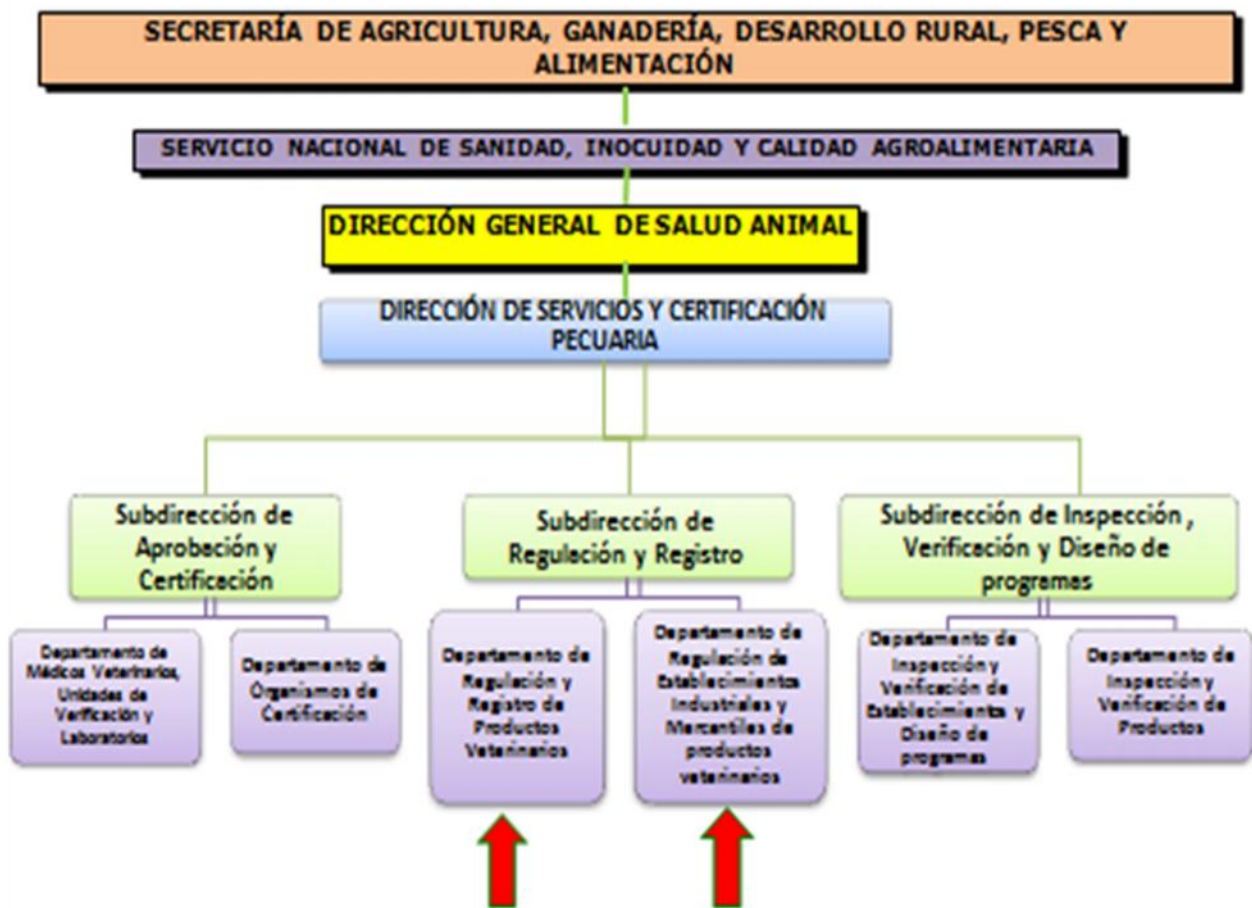 SECRETARÍA DE AGRICULTURA, GANADERÍA, DESARROLLO RURAL, PESCA Y
ALIMENTACIÓN
SERVICIO NACIONAL DE SANIDAD, INOCUIDAD Y CALIDAD AGROALIMENTARIA
DIRECCIÓN GENERAL DE SALUD ANIMAL
DIRECCIÓN DE SERVICIOS Y CERTIFICACIÓN
PECUARIA
Subdirección de
Aprobación y
Certificación
Subdirección de
Regulación y Registro
Subdirección de Inspección ,
Verificación y Diseño de
programas
Departamento de
Médicos Veterinarios,
Unidades de
Verificación y
Laboratorios
Departamento de
Organismos de
Certificación
Departamento de
Regulación y
Registro de
Productos
Veterinarios
Departamento de
Regulación de
Establecimientos
Industriales y
Mercantiles de
productos
veterinarios
Departamento de
Inspección y
Verificación de
Establecimientos y
Diseño de
programas
Departamento de
Inspección y
Verificación de
Productos